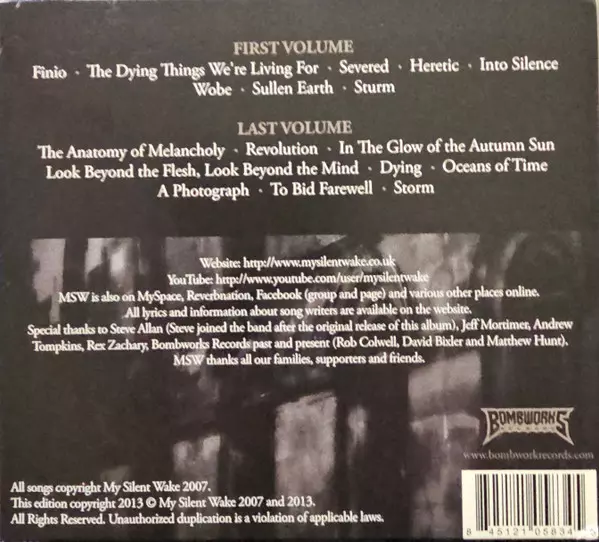 FIRST VOLUME
Finio · The Dying Things We're Living For · Severed · Heretic · Into Silence
Wobe · Sullen Earth · Sturm
LAST VOLUME
The Anatomy of Melancholy · Revolution · In The Glow of the Autumn Sun
Look Beyond the Flesh, Look Beyond the Mind · Dying · Oceans of Time
A Photograph · To Bid Farewell · Storm
Website: http://www.mysilentwake.co.uk
YouTube: http://www.youtube.com/user/mysilentwake
MSW is also on MySpace, Reverbnation, Facebook (group and page) and various other places online.
All lyrics and information about song writers are available on the website.
Special thanks to Steve Allan (Steve joined the band after the original release of this album), Jeff Mortimer, Andrew
Tompkins, Rex Zachary, Bombworks Records past and present (Rob Colwell, David Bixler and Matthew Hunt).
MSW thanks all our families, supporters and friends.
BOMBWORKS
RECORDS
www.bombworkrecords.com
All songs copyright My Silent Wake 2007.
This edition copyright 2013 © My Silent Wake 2007 and 2013.
All Rights Reserved. Unauthorized duplication is a violation of applicable laws.
8 45121 05834